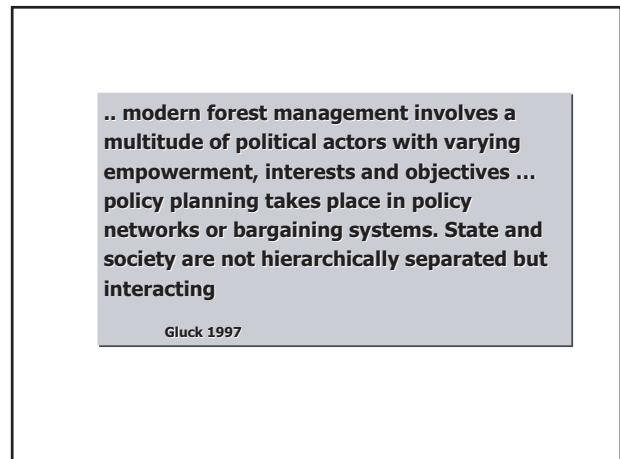 .. modern forest management involves a
multitude of political actors with varying
empowerment, interests and objectives …
policy planning takes place in policy
networks or bargaining systems. State and
society are not hierarchically separated but
interacting
Gluck 1997